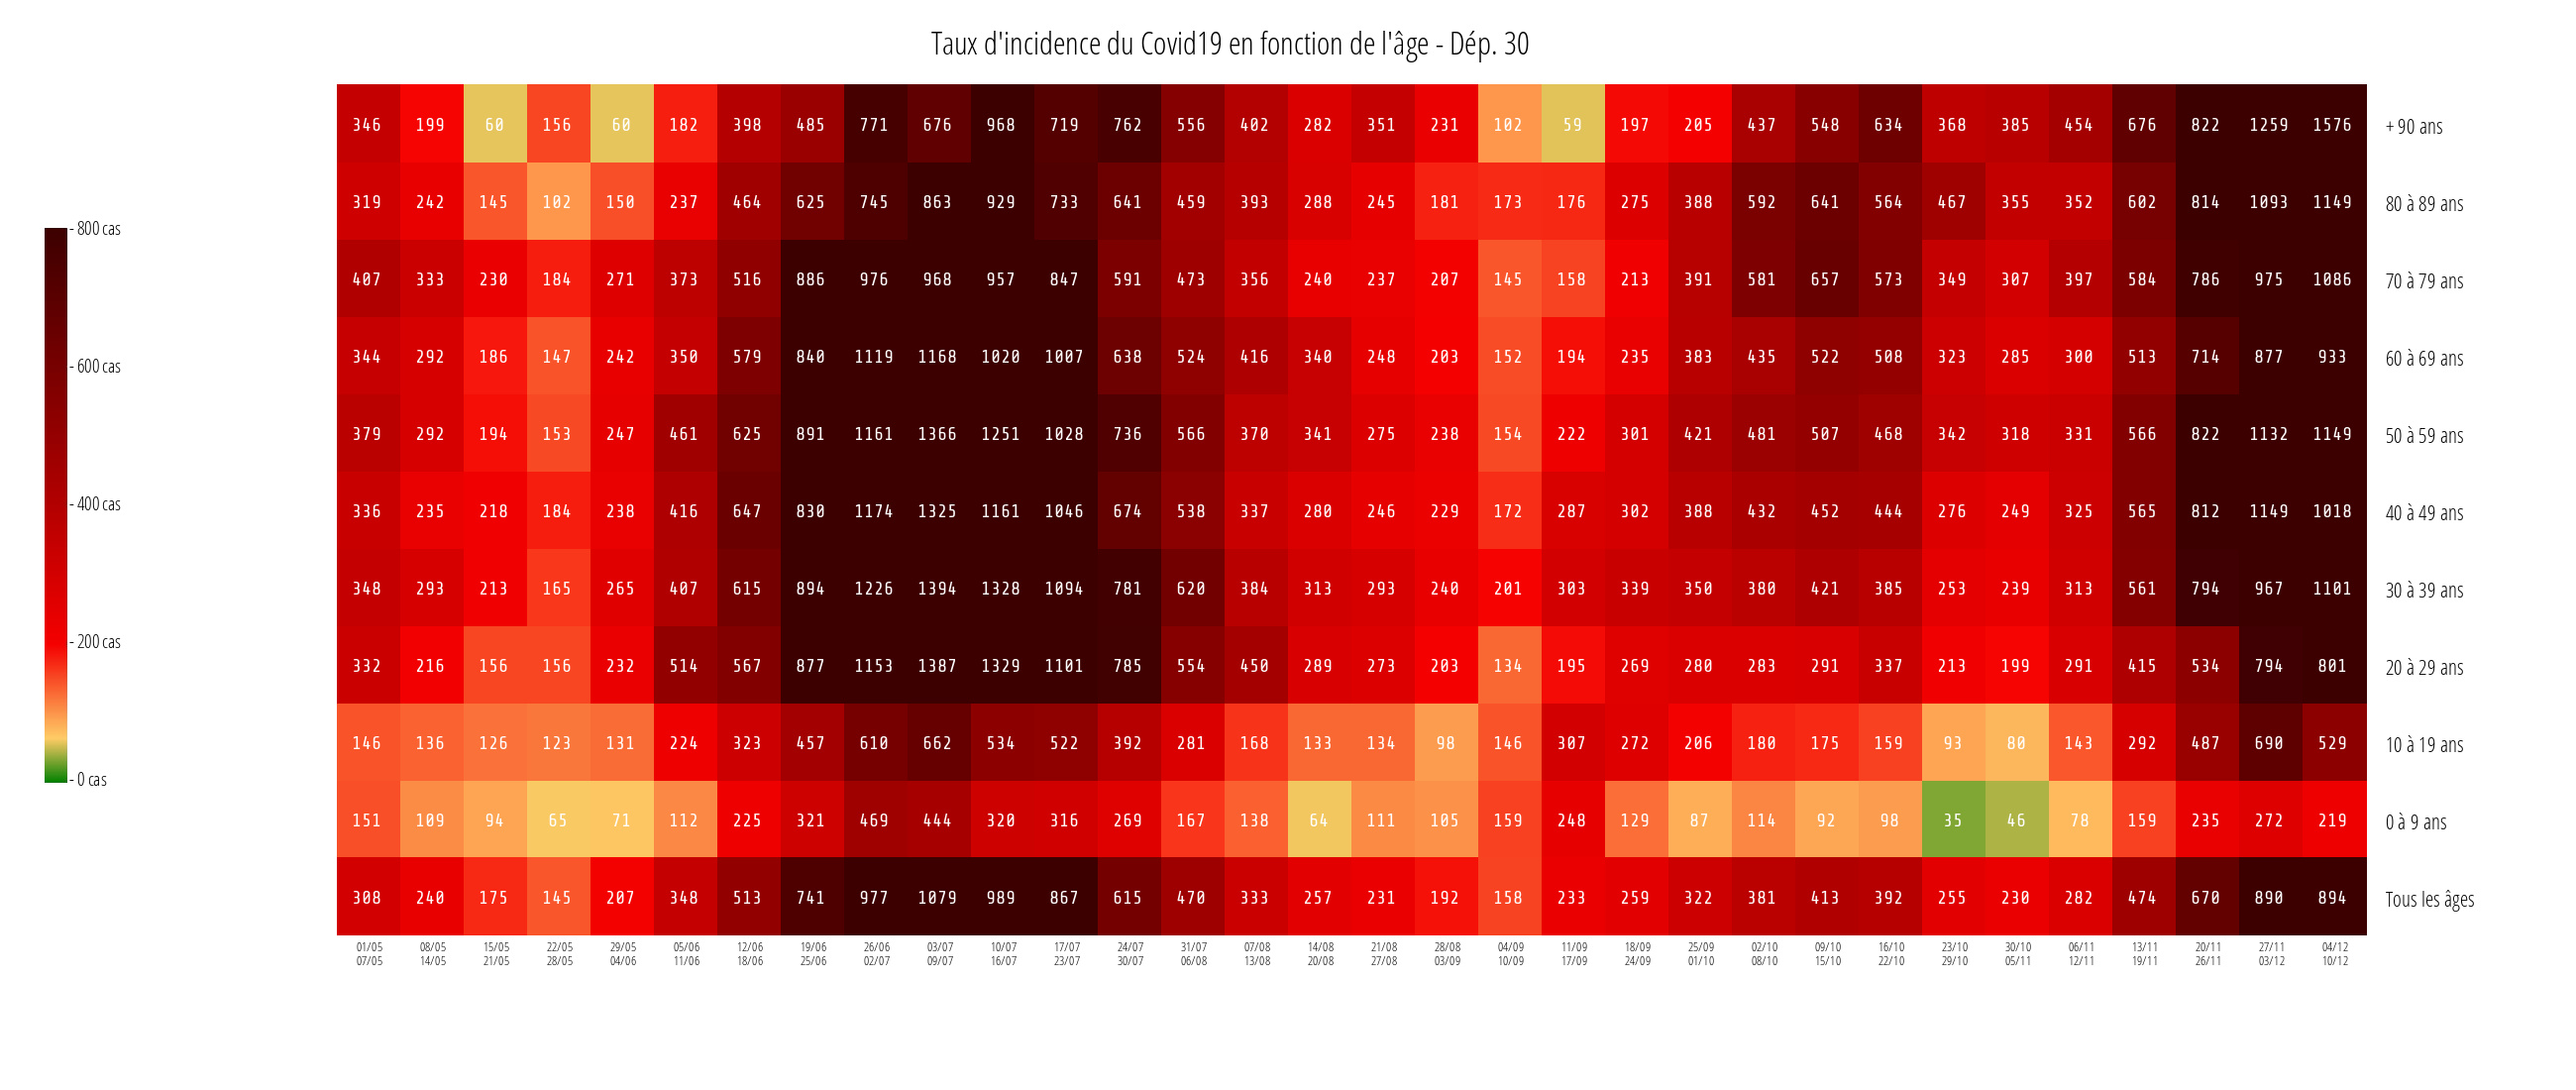 Taux d'incidence du Covid19 en fonction de l'âge - Dép. 30
- 800 cas
- 600 cas
- 400 cas
- 200 cas
- 0 cas
346 199 60 156 60 182 398 485 771 676 968 719 762 556 402 282 351 231 102 59 197 205 437 548 634 368 385 454 676 822 1259 1576 + 90 ans
319 242 145 102 150 237 464 625 745 863 929 733 641 459 393 288 245 181 173 176 275 388 592 641 564 467 355 352 602 814 1093 1149 80 à 89 ans
407 333 230 184 271 373 516 886 976 968 957 847 591 473 356 240 237 207 145 158 213 391 581 657 573 349 307 397 584 786 975 1086 70 à 79 ans
344 292 186 147 242 350 579 840 1119 1168 1020 1007 638 524 416 340 248 203 152 194 235 383 435 522 508 323 285 300 513 714 877 933 60 à 69 ans
379 292 194 153 247 461 625 891 1161 1366 1251 1028 736 566 370 341 275 238 154 222 301 421 481 507 468 342 318 331 566 822 1132 1149 50 à 59 ans
336 235 218 184 238 416 647 830 1174 1325 1161 1046 674 538 337 280 246 229 172 287 302 388 432 452 444 276 249 325 565 812 1149 1018 40 à 49 ans
348 293 213 165 265 407 615 894 1226 1394 1328 1094 781 620 384 313 293 240 201 303 339 350 380 421 385 253 239 313 561 794 967 1101 30 à 39 ans
332 216 156 156 232 514 567 877 1153 1387 1329 1101 785 554 450 289 273 203 134 195 269 280 283 291 337 213 199 291 415 534 794 801 20 à 29 ans
146 136 126 123 131 224 323 457 610 662 534 522 392 281 168 133 134 98 146 307 272 206 180 175 159 93 80 143 292 487 690 529 10 à 19 ans
151 109 94 65 71 112 225 321 469 444 320 316 269 167 138 64 111 105 159 248 129 87 114 92 98 35 46 78 159 235 272 219 0 à 9 ans
308 240 175 145 207 348 513 741 977 1079 989 867 615 470 333 257 231 192 158 233 259 322 381 413 392 255 230 282 474 670 890 894 Tous les âges
01/05 08/05 15/05 22/05 29/05 05/06 12/06 19/06 26/06 03/07 10/07 17/07 24/07 31/07 07/08 14/08 21/08 28/08 04/09 11/09 18/09 25/09 02/10 09/10 16/10 23/10 30/10 06/11 13/11 20/11 27/11 04/12
07/05 14/05 21/05 28/05 04/06 11/06 18/06 25/06 02/07 09/07 16/07 23/07 30/07 06/08 13/08 20/08 27/08 03/09 10/09 17/09 24/09 01/10 08/10 15/10 22/10 29/10 05/11 12/11 19/11 26/11 03/12 10/12